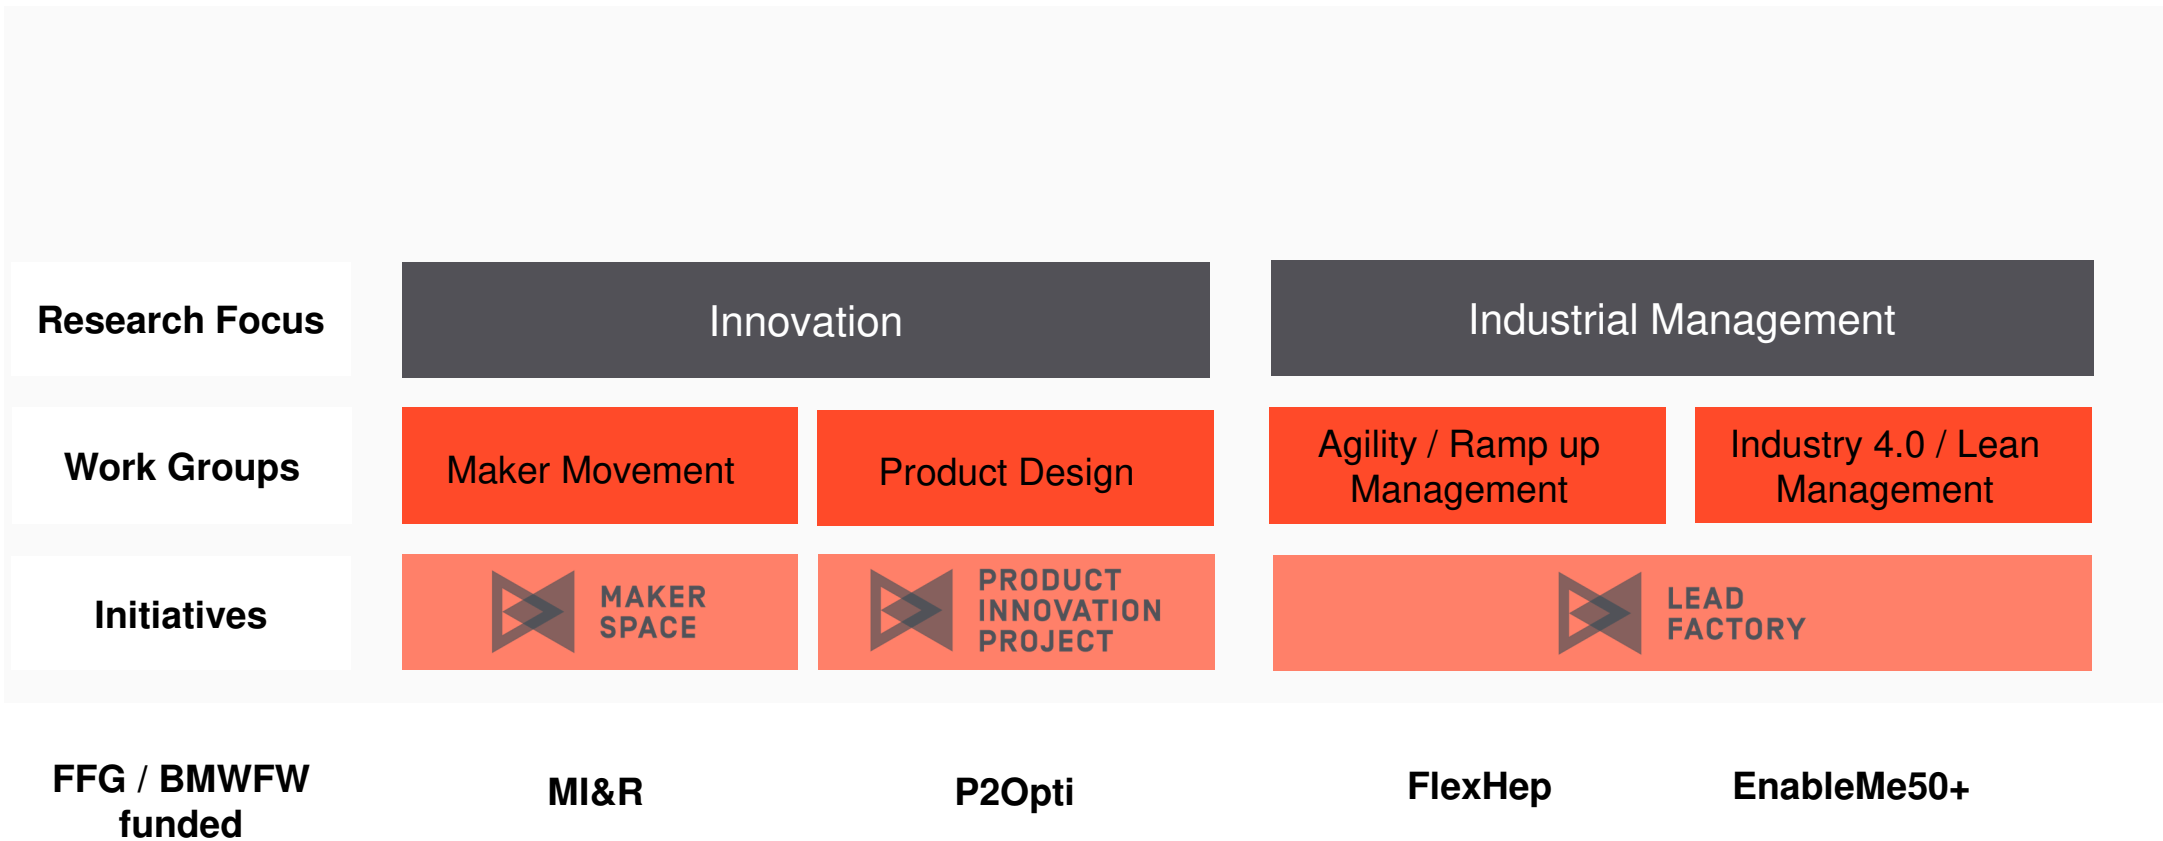 Research Focus
Innovation
Industrial Management
Work Groups
Maker Movement
Product Design
Agility / Ramp up
Management
Industry 4.0 / Lean
Management
Initiatives
MAKER
SPACE
PRODUCT
INNOVATION
PROJECT
LEAD
FACTORY
FFG / BMWFW
funded
MI&R
P2Opti
FlexHep
EnableMe50+